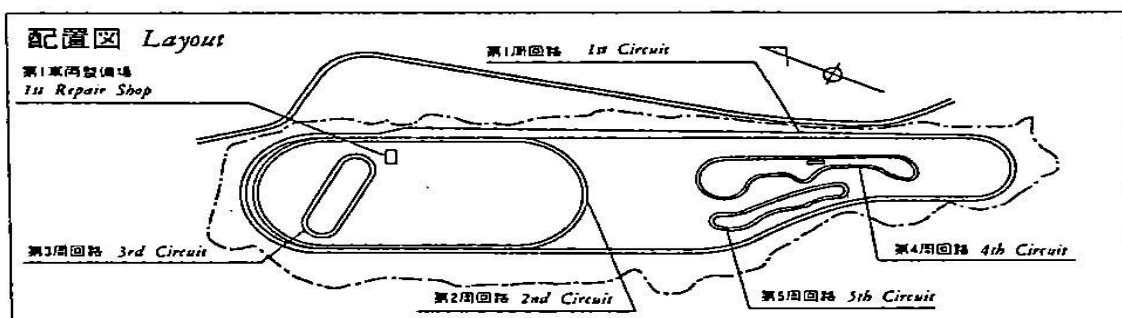 配置図 Layout
第1車両整備場
1st Repair Shop
第1周回路 1st Circuit
第3周回路 3rd Circuit
第2周回路 2nd Circuit
第5周回路 5th Circuit
第4周回路 4th Circuit